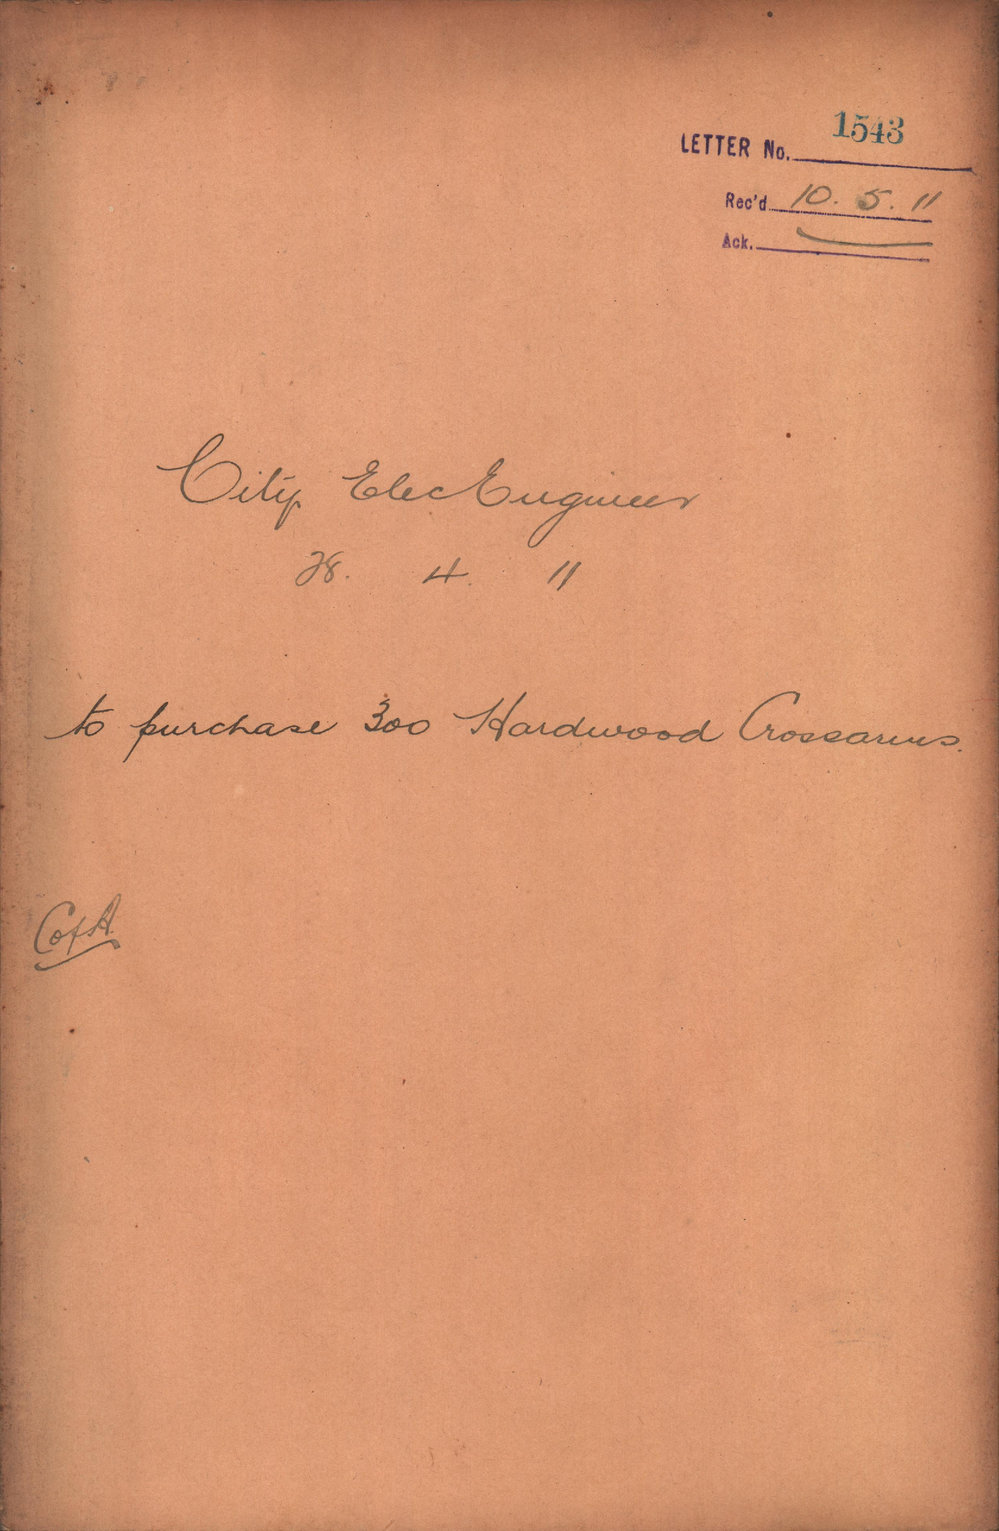 LETTER No. 1543
Rec'd 10. 5. 11
Ack.
City Elec Engineer
28. 4. 11
to purchase 300 Hardwood Crossarms.
C of A